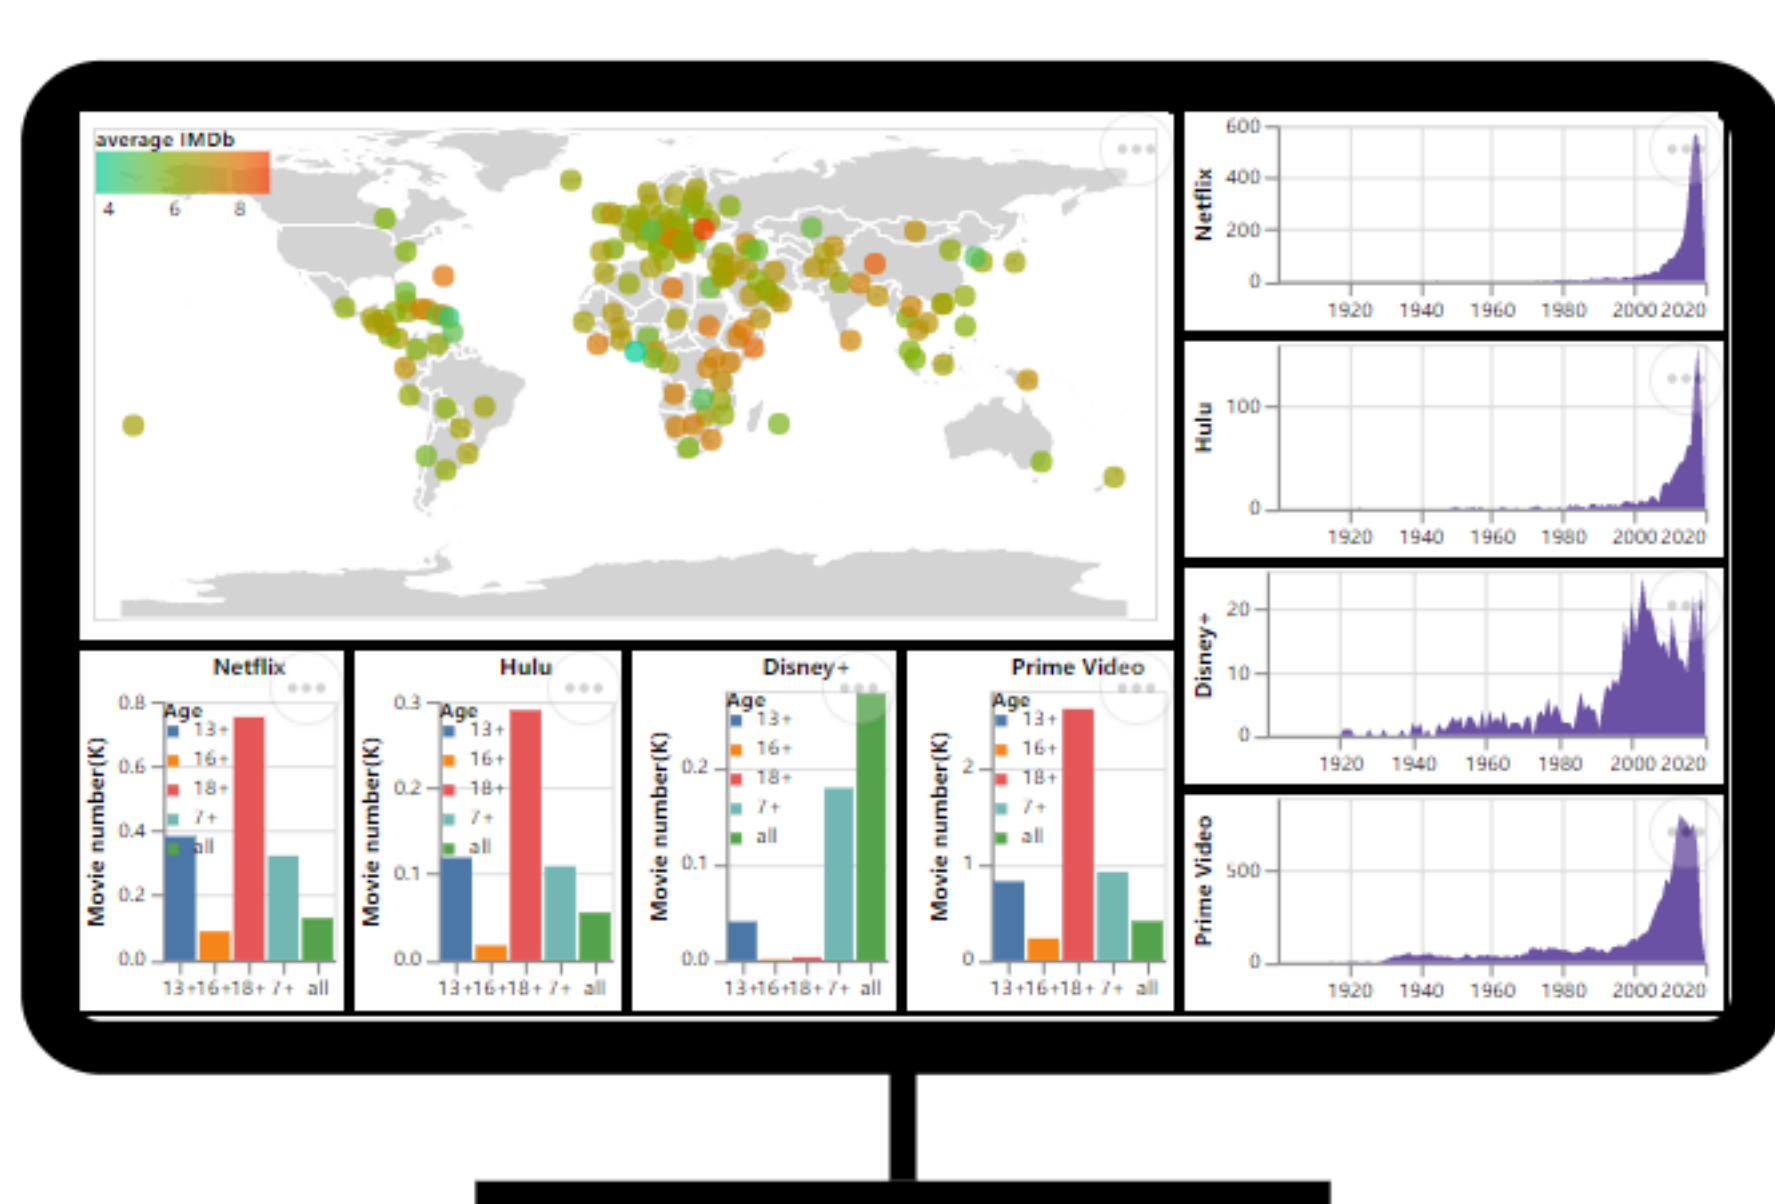 average IMDb
4 6 8
Netflix
600
400
200
0
1920 1940 1960 1980 2000 2020
Hulu
100
0
1920 1940 1960 1980 2000 2020
Disney+
20
10
0
1920 1940 1960 1980 2000 2020
Prime Video
500
0
1920 1940 1960 1980 2000 2020
Netflix
Movie number(K)
0.8
0.6
0.4
0.2
0.0
Age
13+
16+
18+
7+
all
13+ 16+ 18+ 7+ all
Hulu
Movie number(K)
0.3
0.2
0.1
0.0
Age
13+
16+
18+
7+
all
13+ 16+ 18+ 7+ all
Disney+
Movie number(K)
0.2
0.1
0.0
Age
13+
16+
18+
7+
all
13+ 16+ 18+ 7+ all
Prime Video
Movie number(K)
2
1
0
Age
13+
16+
18+
7+
all
13+ 16+ 18+ 7+ all